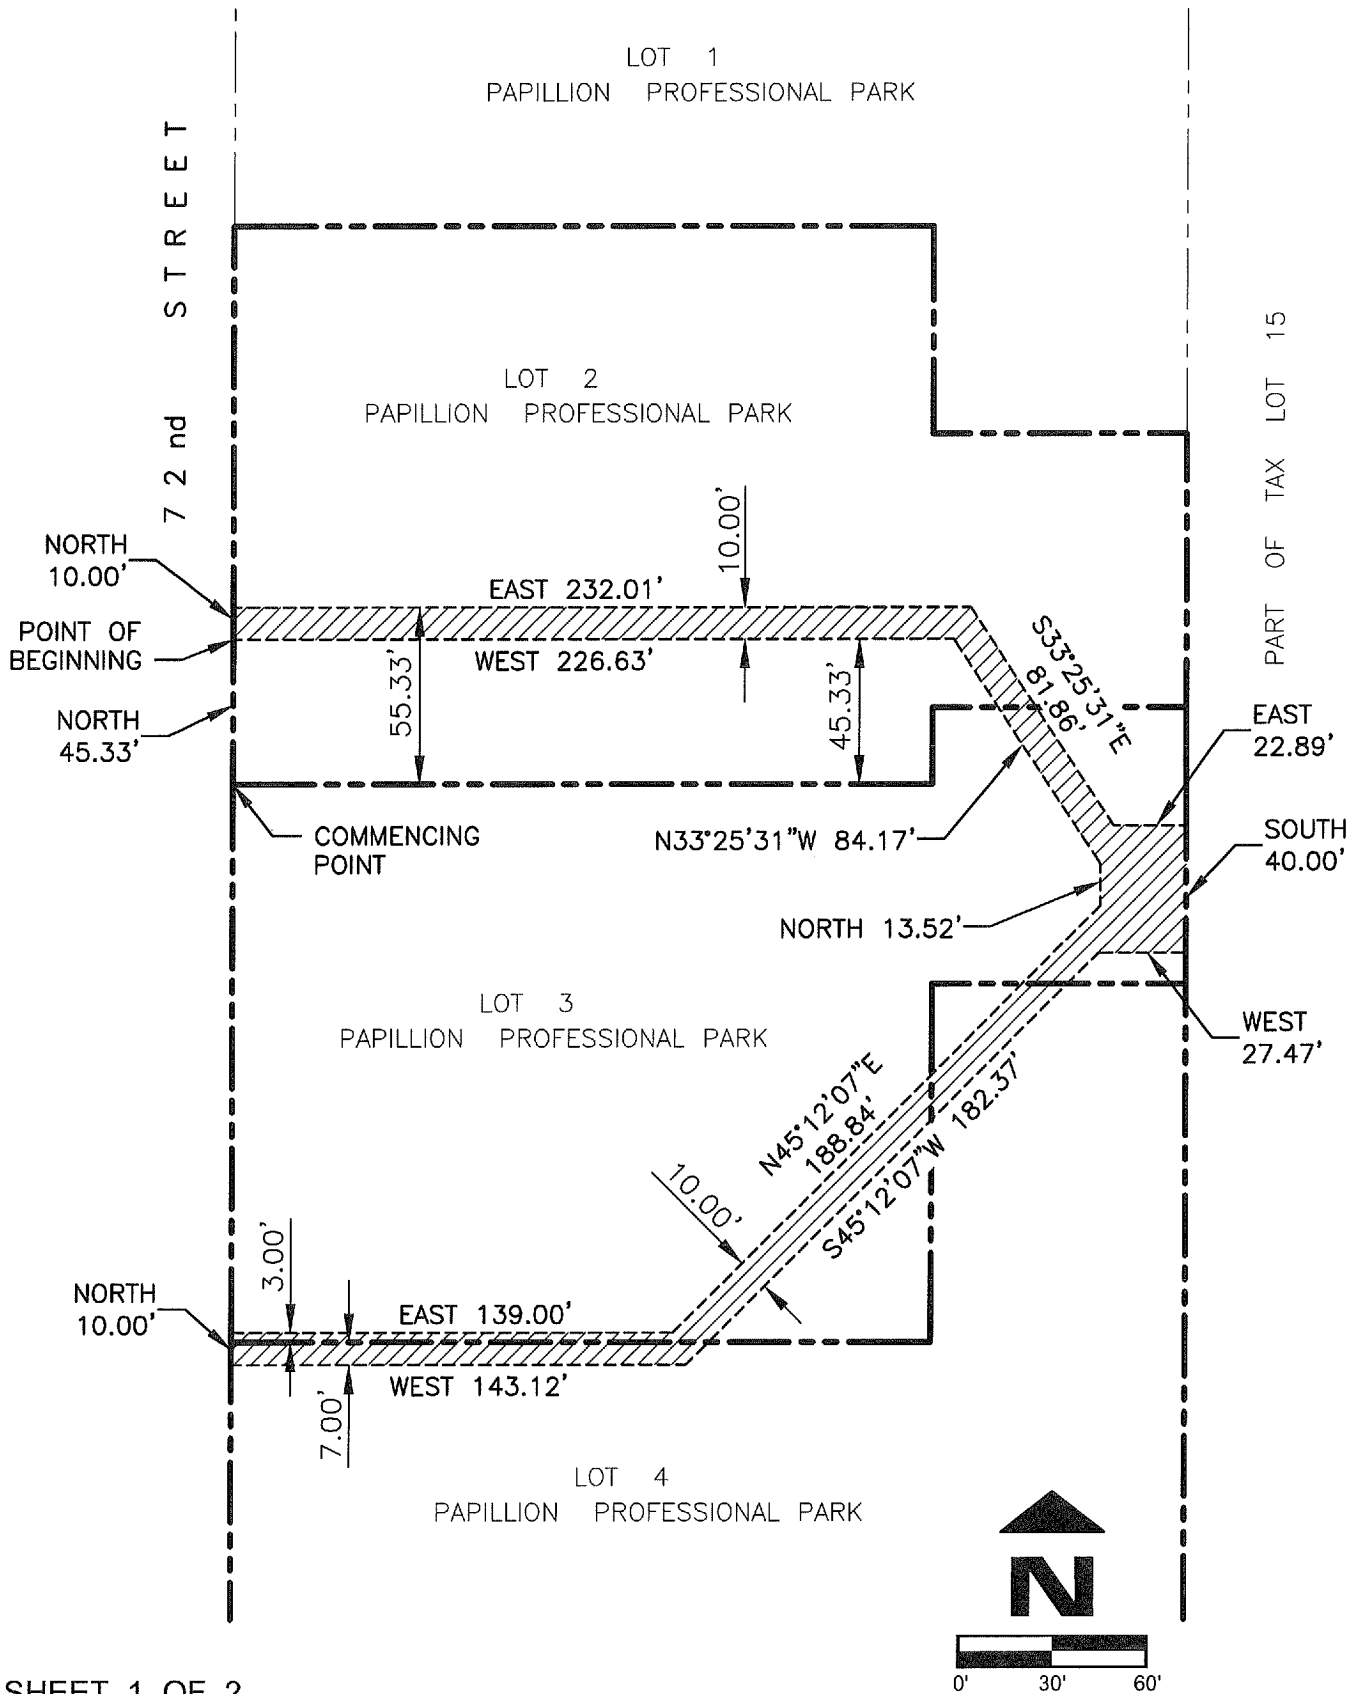 LOT 1
PAPILLION PROFESSIONAL PARK
72nd STREET
LOT 2
PAPILLION PROFESSIONAL PARK
PART OF TAX LOT 15
10.00'
NORTH
10.00'
EAST 232.01'
POINT OF
BEGINNING
WEST 226.63'
S33°25'31"E
81.86'
55.33'
45.33'
NORTH
45.33'
EAST
22.89'
COMMENCING
POINT
N33°25'31"W 84.17'
SOUTH
40.00'
NORTH 13.52'
LOT 3
PAPILLION PROFESSIONAL PARK
WEST
27.47'
N45°12'07"E
188.84'
S45°12'07"W 182.37'
10.00'
3.00'
NORTH
10.00'
EAST 139.00'
WEST 143.12'
7.00'
LOT 4
PAPILLION PROFESSIONAL PARK
N
0' 30' 60'
SHEET 1 OF 2